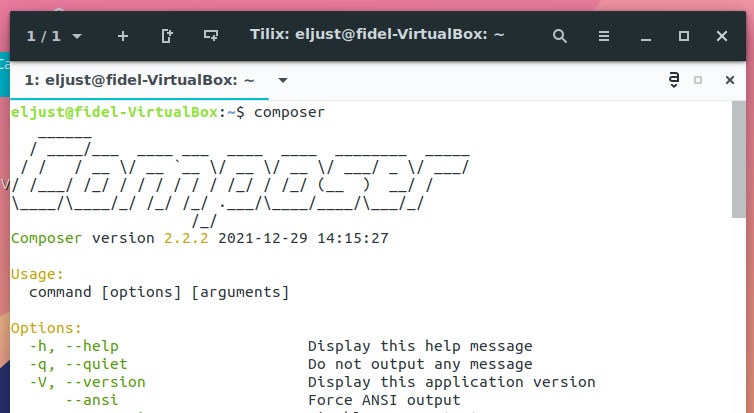 1 / 1
Tilix: eljust@fidel-VirtualBox: ~
1: eljust@fidel-VirtualBox: ~
a
eljust@fidel-VirtualBox:~$ composer
   ______
  / ____/___  ____ ___  ____  ____  ________  _____
 / /   / __ \/ __ `__ \/ __ \/ __ \/ ___/ _ \/ ___/
/ /___/ /_/ / / / / / / /_/ / /_/ (__  )  __/ /
\____/\____/_/ /_/ /_/ .___/\____/____/\___/_/
                    /_/
Composer version 2.2.2 2021-12-29 14:15:27
Usage:
  command [options] [arguments]
Options:
  -h, --help                     Display this help message
  -q, --quiet                    Do not output any message
  -V, --version                  Display this application version
      --ansi                     Force ANSI output